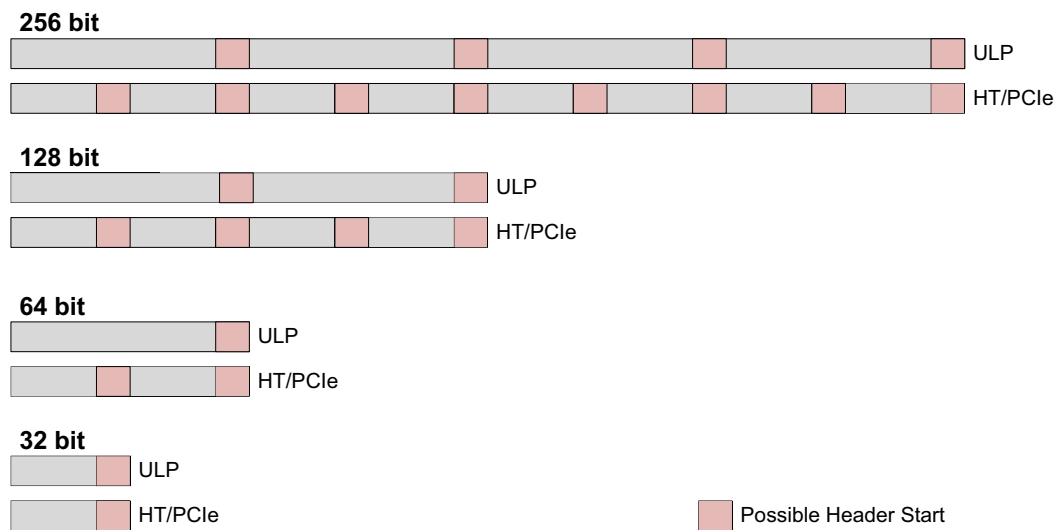 256 bit
ULP
HT/PCIe
128 bit
ULP
HT/PCIe
64 bit
ULP
HT/PCIe
32 bit
ULP
HT/PCIe
Possible Header Start